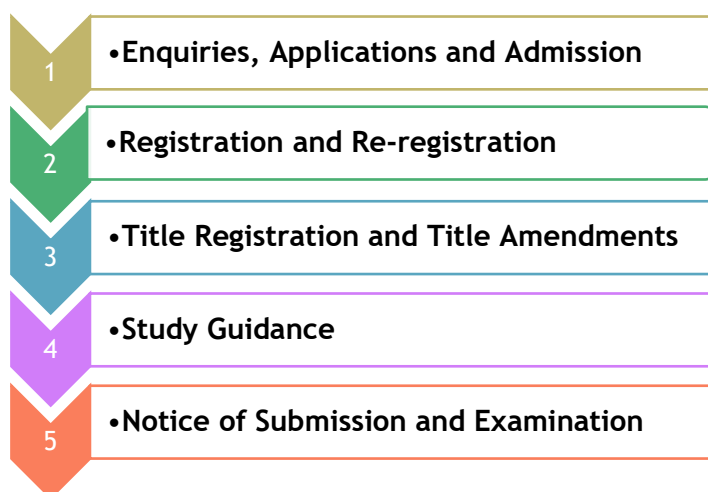 1
•Enquiries, Applications and Admission
2
•Registration and Re-registration
3
•Title Registration and Title Amendments
4
•Study Guidance
5
•Notice of Submission and Examination